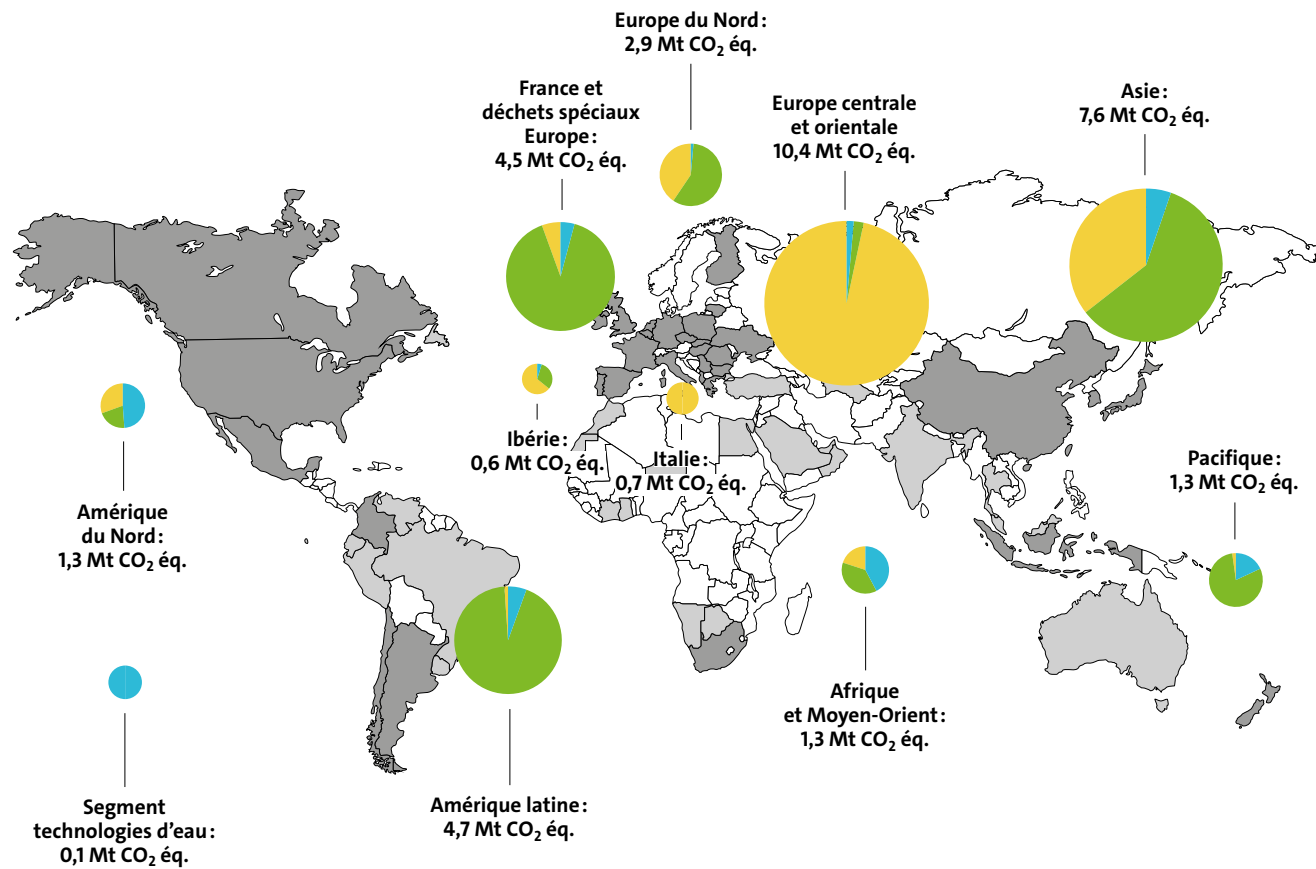 Europe du Nord :
2,9 Mt CO₂ éq.
France et
déchets spéciaux
Europe :
4,5 Mt CO₂ éq.
Europe centrale
et orientale
10,4 Mt CO₂ éq.
Asie :
7,6 Mt CO₂ éq.
Ibérie :
0,6 Mt CO₂ éq.
Italie :
0,7 Mt CO₂ éq.
Pacifique :
1,3 Mt CO₂ éq.
Amérique
du Nord :
1,3 Mt CO₂ éq.
Afrique
et Moyen-Orient :
1,3 Mt CO₂ éq.
Segment
technologies d'eau :
0,1 Mt CO₂ éq.
Amérique latine :
4,7 Mt CO₂ éq.